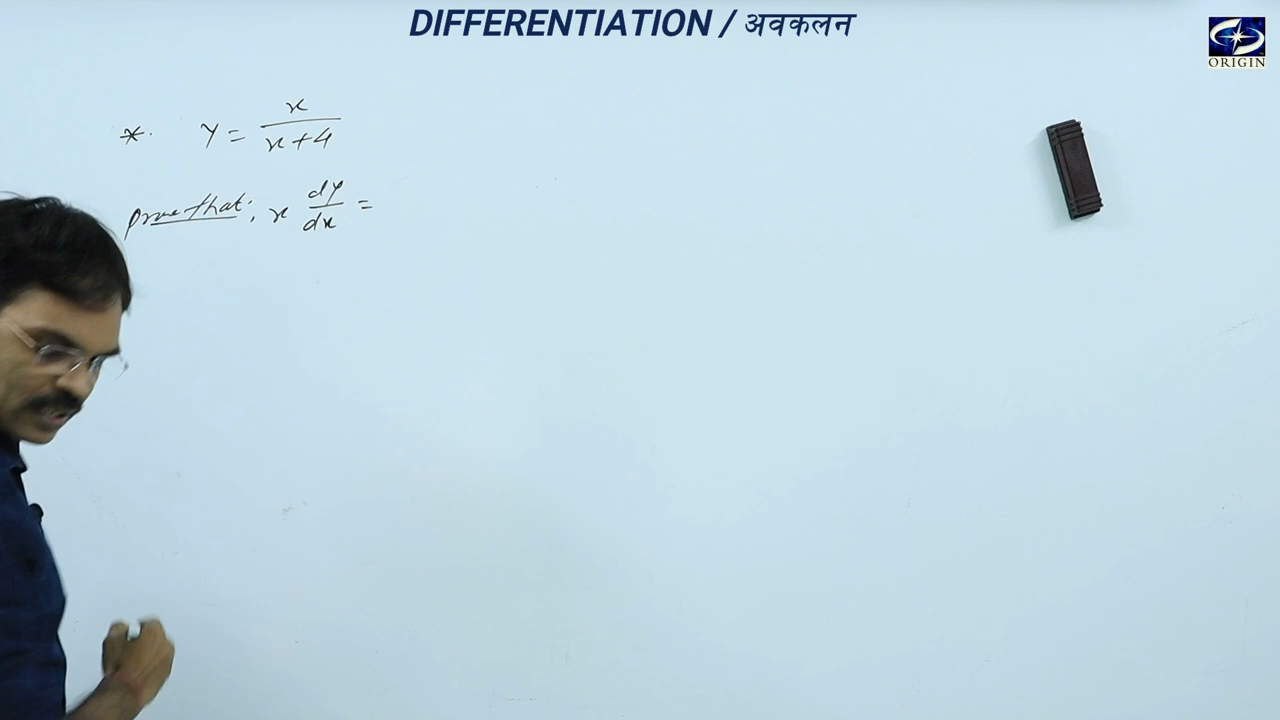 DIFFERENTIATION / अवकलन
ORIGIN
*. y = x / (x+4)
prove that:, x dy/dx =